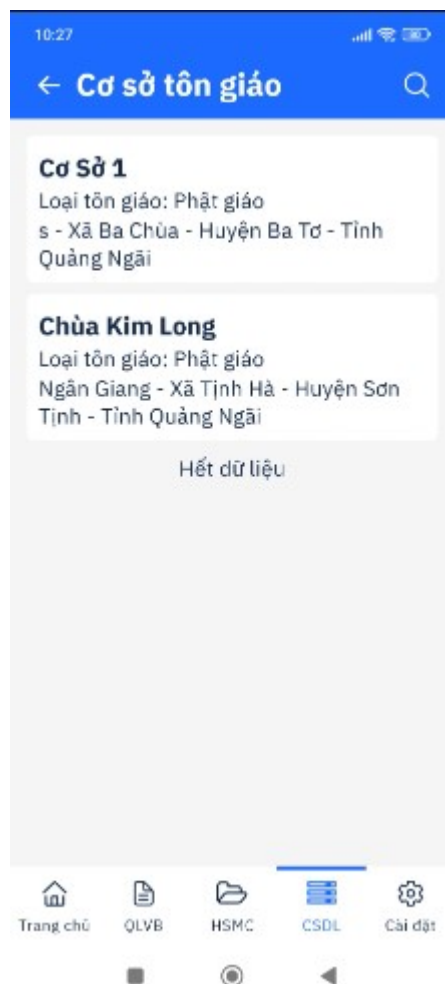 10:27
Cơ sở tôn giáo
Cơ Sở 1
Loại tôn giáo: Phật giáo
s - Xã Ba Chùa - Huyện Ba Tơ - Tỉnh
Quảng Ngãi
Chùa Kim Long
Loại tôn giáo: Phật giáo
Ngân Giang - Xã Tịnh Hà - Huyện Sơn
Tịnh - Tỉnh Quảng Ngãi
Hết dữ liệu
Trang chủ QLVB HSMC CSDL Cài đặt